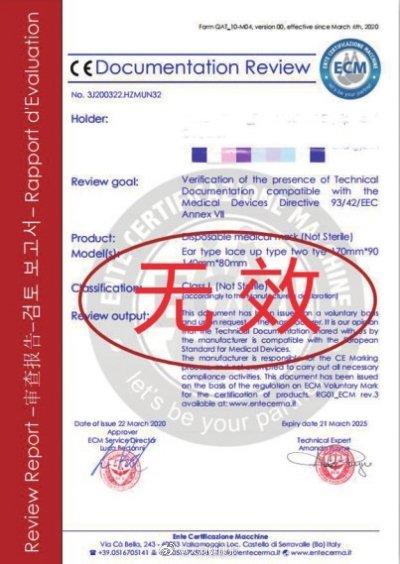 Form QAT_10-M04, version 00, effective since March 4th, 2020
CE Documentation Review
ENTE CERTIFICAZIONE MACCHINE
ECM
Let's be your partner
No. 3J200322.HZMUN32
Holder:
Review goal: Verification of the presence of Technical
Documentation compatible with the
Medical Devices Directive 93/42/EEC
Annex VII
Product: Disposable medical mask (Not Sterile)
Model(s): Ear type lace up type two tye 170mm*90
140mm*80mm
Classification: Class I (Not Sterile)
(according to the Manufacturer's declaration)
Review output: This document has been issued on a voluntary basis
and upon request of the manufacturer. It is our opinion
that the Technical Documentation shared with us by
the manufacturer is compatible with the European
Standard for Medical Devices.
The manufacturer is responsible for the CE Marking
process and not exempted to carry out all necessary
compliance activities. This document has been issued
on the basis of the regulation on ECM Voluntary Mark
for the certification of products. RG01_ECM rev.3
available at: www.entecerma.it
无效
let's be your partner
Date of issue 22 March 2020
Approver
ECM Service Director
Luca Bedonni
Expiry date 21 March 2025
Technical Expert
Amanda
Ente Certificazione Macchine
Via Cà Bella, 243 - Valsamoggia Loc. Castello di Serravalle (Bo) Italy
+39.0516705141 www.entecerma.it
Review Report -审查报告-검토 보고서- Rapport d'Evaluation